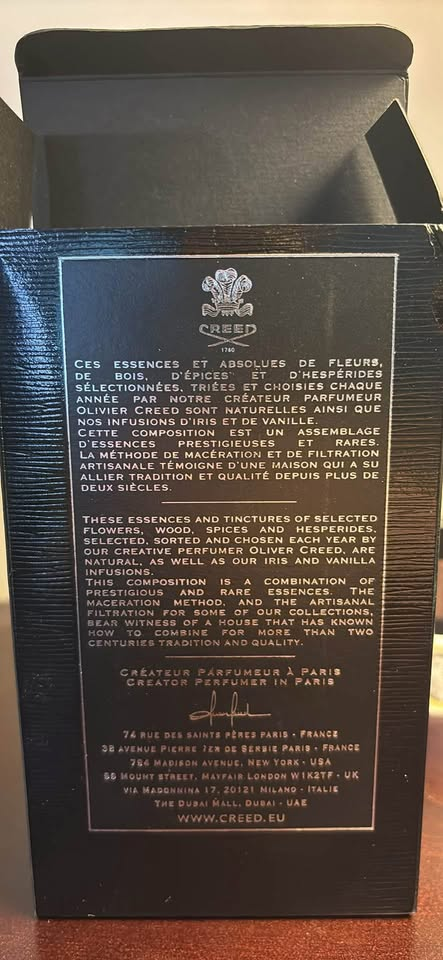 CREED
1760
CES ESSENCES ET ABSOLUES DE FLEURS,
DE BOIS, D'ÉPICES ET D'HESPÉRIDES
SÉLECTIONNÉES, TRIÉES ET CHOISIES CHAQUE
ANNÉE PAR NOTRE CRÉATEUR PARFUMEUR
OLIVIER CREED SONT NATURELLES AINSI QUE
NOS INFUSIONS D'IRIS ET DE VANILLE.
CETTE COMPOSITION EST UN ASSEMBLAGE
D'ESSENCES PRESTIGIEUSES ET RARES.
LA MÉTHODE DE MACÉRATION ET DE FILTRATION
ARTISANALE TÉMOIGNE D'UNE MAISON QUI A SU
ALLIER TRADITION ET QUALITÉ DEPUIS PLUS DE
DEUX SIÈCLES.
THESE ESSENCES AND TINCTURES OF SELECTED
FLOWERS, WOOD, SPICES AND HESPERIDES,
SELECTED, SORTED AND CHOSEN EACH YEAR BY
OUR CREATIVE PERFUMER OLIVER CREED, ARE
NATURAL, AS WELL AS OUR IRIS AND VANILLA
INFUSIONS.
THIS COMPOSITION IS A COMBINATION OF
PRESTIGIOUS AND RARE ESSENCES. THE
MACERATION METHOD, AND THE ARTISANAL
FILTRATION FOR SOME OF OUR COLLECTIONS,
BEAR WITNESS OF A HOUSE THAT HAS KNOWN
HOW TO COMBINE FOR MORE THAN TWO
CENTURIES TRADITION AND QUALITY.
CRÉATEUR PARFUMEUR À PARIS
CREATOR PERFUMER IN PARIS
74 RUE DES SAINTS PÈRES PARIS - FRANCE
38 AVENUE PIERRE 1ER DE SERBIE PARIS - FRANCE
794 MADISON AVENUE, NEW YORK - USA
99 MOUNT STREET, MAYFAIR LONDON W1K2TF - UK
VIA MADONNINA 17, 20121 MILANO - ITALIE
THE DUBAI MALL, DUBAI - UAE
WWW.CREED.EU